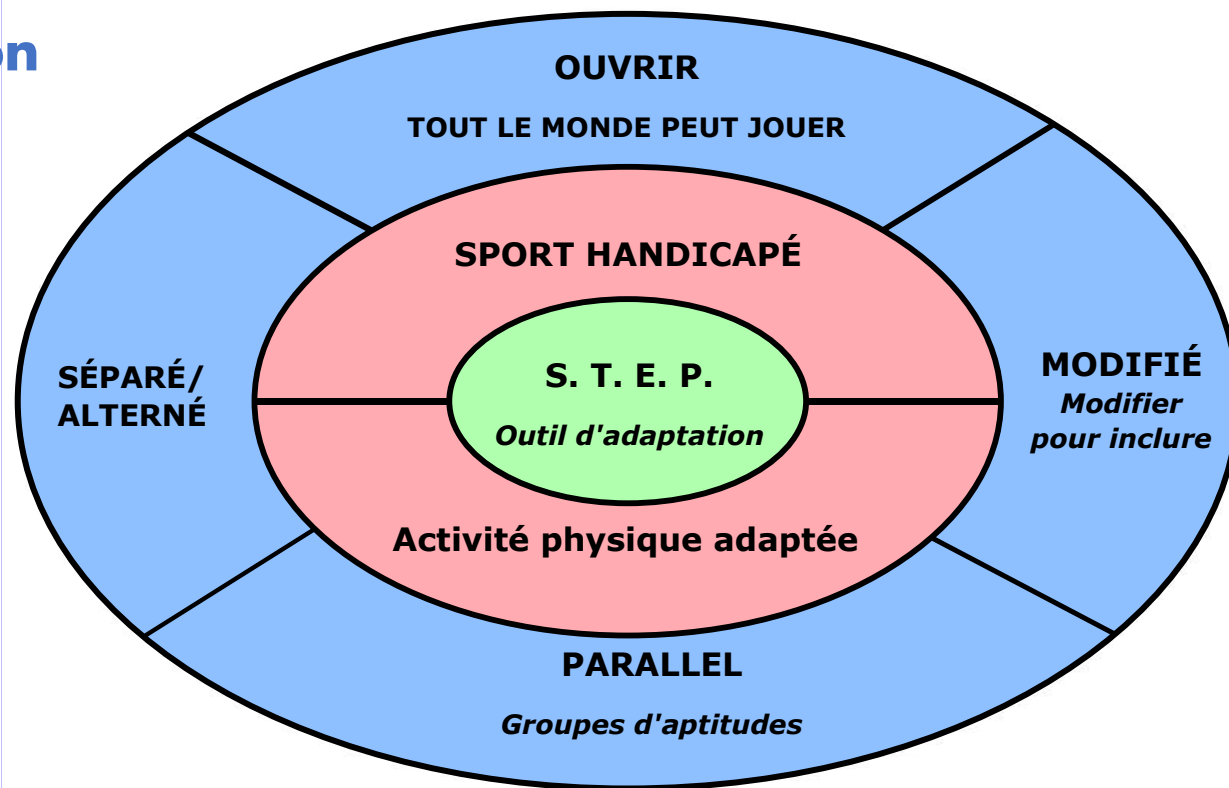 on
OUVRIR
TOUT LE MONDE PEUT JOUER
SPORT HANDICAPÉ
SÉPARÉ/
ALTERNÉ
S. T. E. P.
Outil d'adaptation
MODIFIÉ
Modifier
pour inclure
Activité physique adaptée
PARALLEL
Groupes d'aptitudes